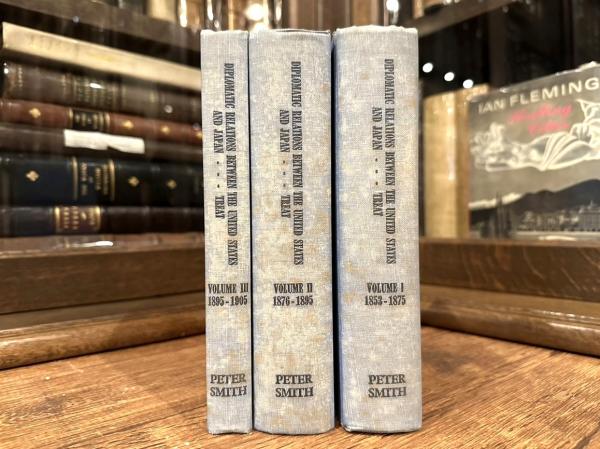 DIPLOMATIC RELATIONS BETWEEN THE UNITED STATES
AND JAPAN - - - TREAT
VOLUME III
1895-1905
PETER
SMITH
DIPLOMATIC RELATIONS BETWEEN THE UNITED STATES
AND JAPAN - - - TREAT
VOLUME II
1876-1895
PETER
SMITH
DIPLOMATIC RELATIONS BETWEEN THE UNITED STATES
AND JAPAN - - - TREAT
VOLUME I
1853-1875
PETER
SMITH
IAN FLEMING
Thrilling
Cities